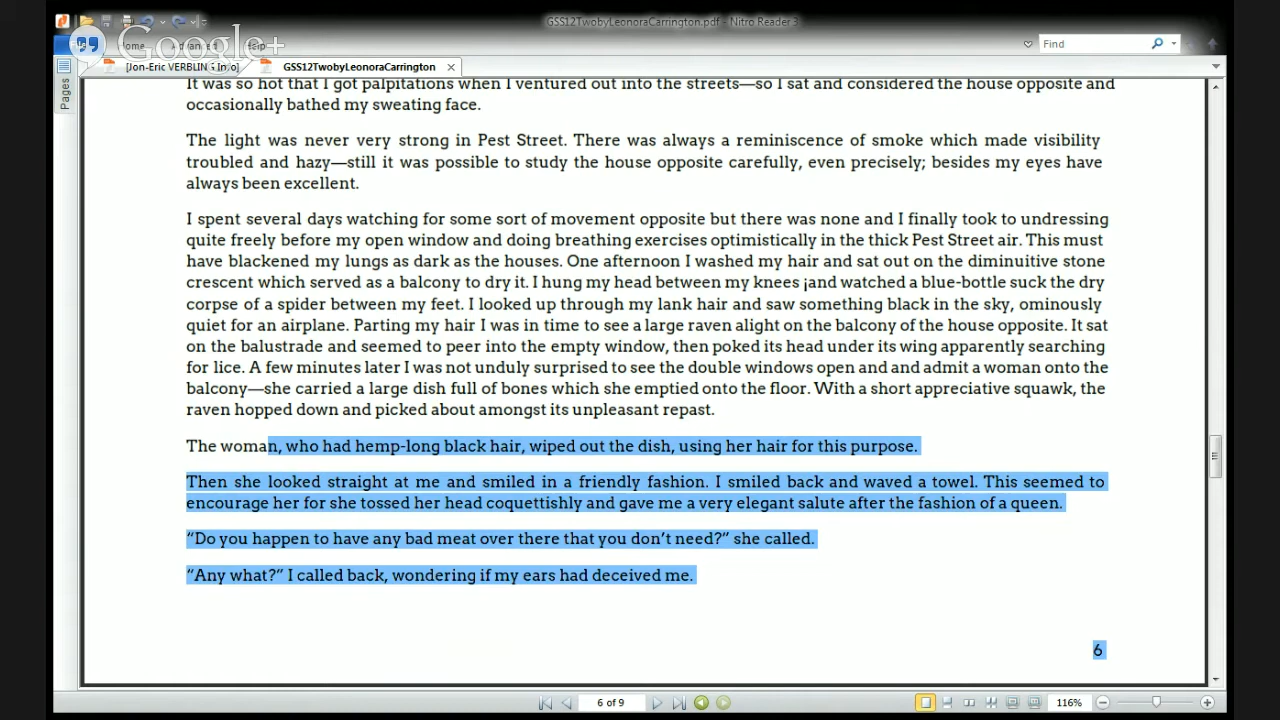 GSS12TwobyLeonoraCarrington.pdf - Nitro Reader 3
Google+
Find
[Jon-Eric VERBLING Info]
GSS12TwobyLeonoraCarrington
Pages
It was so hot that I got palpitations when I ventured out into the streets—so I sat and considered the house opposite and
occasionally bathed my sweating face.
The light was never very strong in Pest Street. There was always a reminiscence of smoke which made visibility
troubled and hazy—still it was possible to study the house opposite carefully, even precisely; besides my eyes have
always been excellent.
I spent several days watching for some sort of movement opposite but there was none and I finally took to undressing
quite freely before my open window and doing breathing exercises optimistically in the thick Pest Street air. This must
have blackened my lungs as dark as the houses. One afternoon I washed my hair and sat out on the diminuitive stone
crescent which served as a balcony to dry it. I hung my head between my knees ¡and watched a blue-bottle suck the dry
corpse of a spider between my feet. I looked up through my lank hair and saw something black in the sky, ominously
quiet for an airplane. Parting my hair I was in time to see a large raven alight on the balcony of the house opposite. It sat
on the balustrade and seemed to peer into the empty window, then poked its head under its wing apparently searching
for lice. A few minutes later I was not unduly surprised to see the double windows open and and admit a woman onto the
balcony—she carried a large dish full of bones which she emptied onto the floor. With a short appreciative squawk, the
raven hopped down and picked about amongst its unpleasant repast.
The woman, who had hemp-long black hair, wiped out the dish, using her hair for this purpose.
Then she looked straight at me and smiled in a friendly fashion. I smiled back and waved a towel. This seemed to
encourage her for she tossed her head coquettishly and gave me a very elegant salute after the fashion of a queen.
“Do you happen to have any bad meat over there that you don’t need?” she called.
“Any what?” I called back, wondering if my ears had deceived me.
6
6 of 9
116%